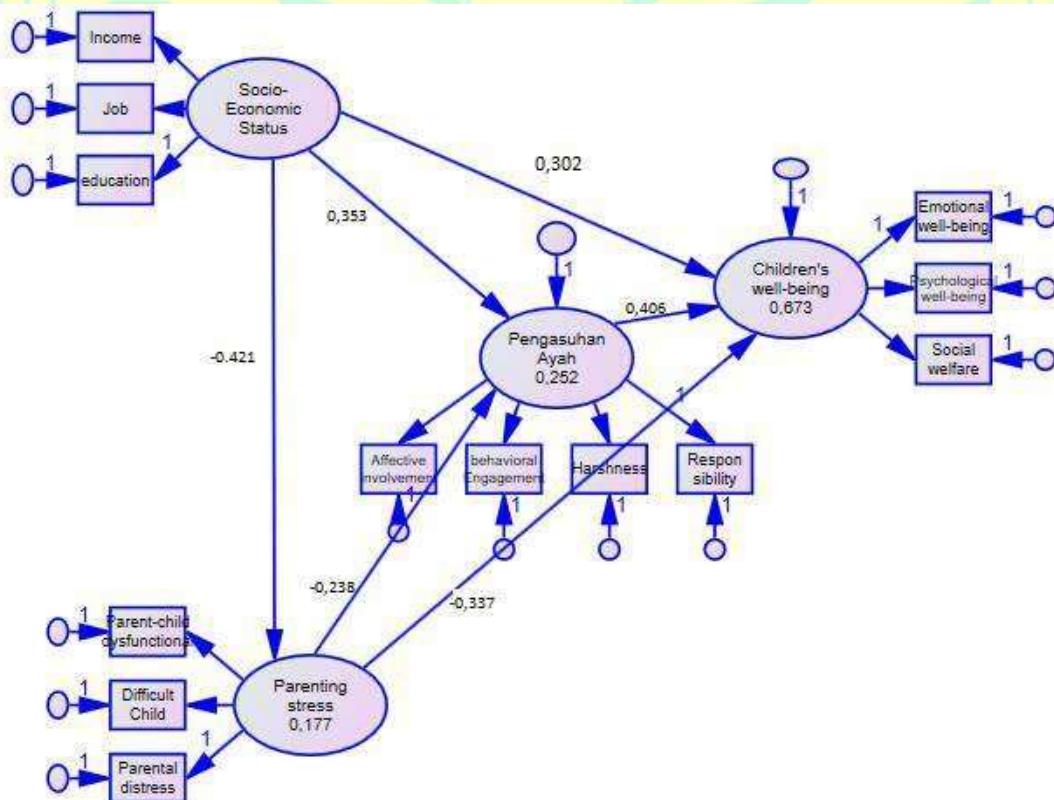 1
Income
1
Job
1
1
education
Socio-
Economic
Status
0,302
0,353
-0.421
1
Pengasuhan
Ayah
0,252
0,406
1
Children's
well-being
0,673
1
Emotional
well-being
1
Psychological
well-being
1
Social
welfare
1
1
Affective
involvemen
1
behavioral
Engagement
1
Harshness
1
Respon
sibility
1
-0,238
-0,337
1
Parent-child
dysfunctiona
1
Difficult
Child
1
1
Parental
distress
Parenting
stress
0,177